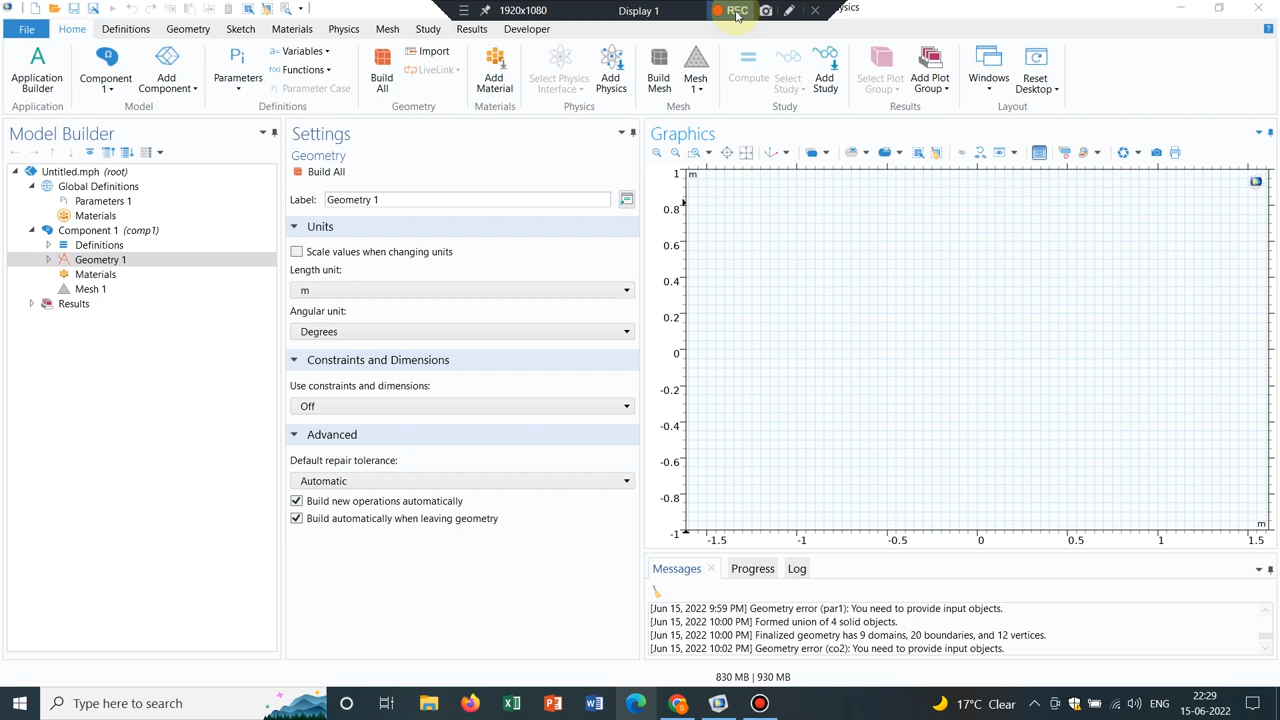 1920x1080
Display 1
REC
ysics
File
Home
Definitions
Geometry
Sketch
Materials
Physics
Mesh
Study
Results
Developer
Application Builder
Component 1
Add Component
Parameters
a= Variables
f(x) Functions
Parameter Case
Build All
Import
LiveLink
Add Material
Select Physics Interface
Add Physics
Build Mesh
Mesh 1
Compute
Select Study
Add Study
Select Plot Group
Add Plot Group
Windows
Reset Desktop
Application
Model
Definitions
Geometry
Materials
Physics
Mesh
Study
Results
Layout
Model Builder
Untitled.mph (root)
Global Definitions
Pi Parameters 1
Materials
Component 1 (comp1)
Definitions
Geometry 1
Materials
Mesh 1
Results
Settings
Geometry
Build All
Label: Geometry 1
Units
Scale values when changing units
Length unit:
m
Angular unit:
Degrees
Constraints and Dimensions
Use constraints and dimensions:
Off
Advanced
Default repair tolerance:
Automatic
Build new operations automatically
Build automatically when leaving geometry
Graphics
m
1
0.8
0.6
0.4
0.2
0
-0.2
-0.4
-0.6
-0.8
-1
m
-1.5 -1 -0.5 0 0.5 1 1.5
Messages
Progress
Log
[Jun 15, 2022 9:59 PM] Geometry error (par1): You need to provide input objects.
[Jun 15, 2022 10:00 PM] Formed union of 4 solid objects.
[Jun 15, 2022 10:00 PM] Finalized geometry has 9 domains, 20 boundaries, and 12 vertices.
[Jun 15, 2022 10:02 PM] Geometry error (co2): You need to provide input objects.
830 MB | 930 MB
Type here to search
17°C Clear
ENG
22:29
15-06-2022